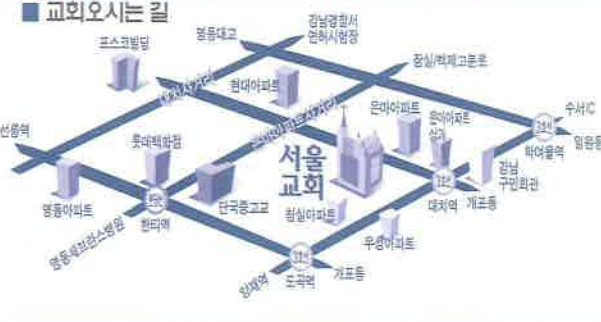 교회오시는 길
포스코빌딩
영동대교
강남경찰서
면허시험장
잠실/백제고분로
현대아파트
은마아파트
은마아파트
상가
수서IC
일원동
학여울역
선릉역
롯데백화점
서울
교회
강남
구민회관
영동아파트
단국중고교
청실아파트
대치역
개포동
영동세브란스병원
한티역
우성아파트
양재역
도곡역
개포동